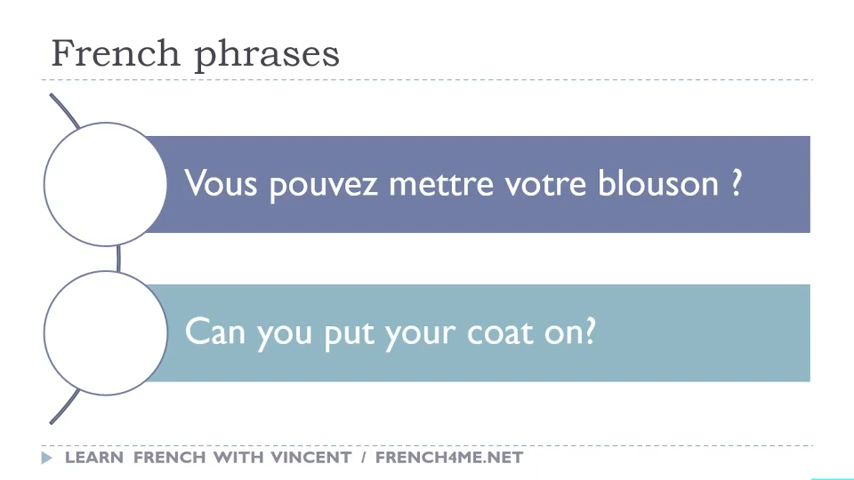 French phrases
Vous pouvez mettre votre blouson ?
Can you put your coat on?
LEARN FRENCH WITH VINCENT / FRENCH4ME.NET